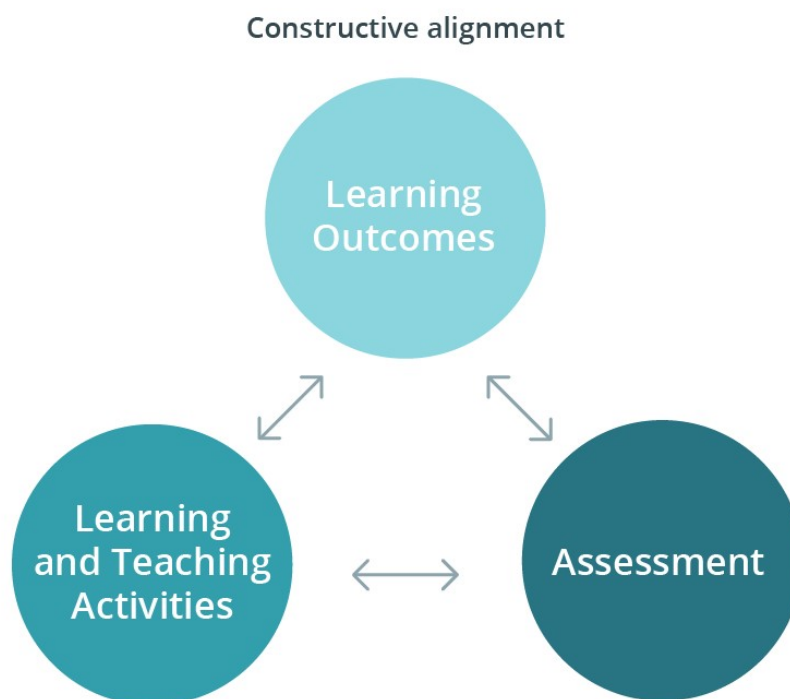 Constructive alignment
Learning
Outcomes
Learning
and Teaching
Activities
Assessment